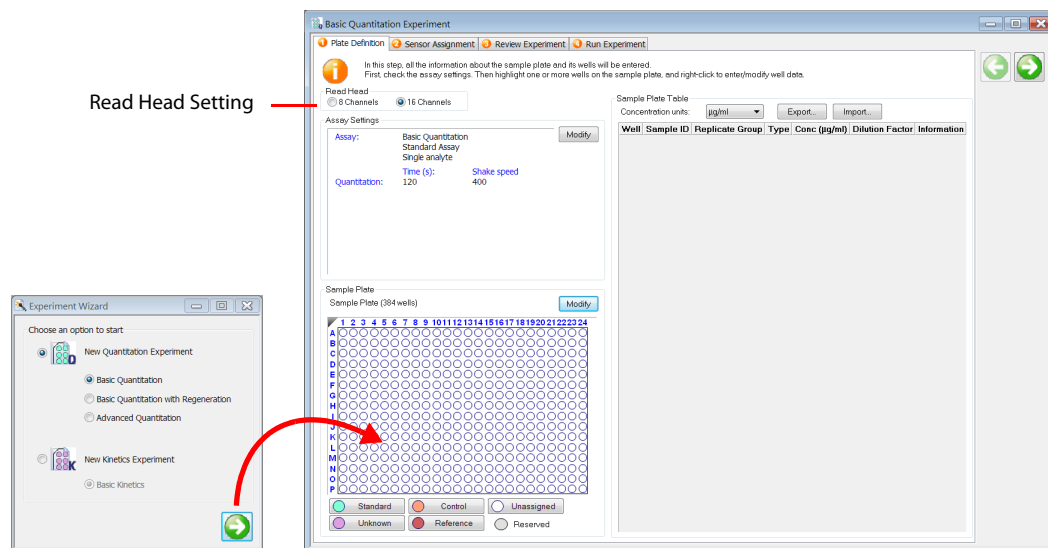 Basic Quantitation Experiment
1 Plate Definition 2 Sensor Assignment 3 Review Experiment 4 Run Experiment
In this step, all the information about the sample plate and its wells will be entered.
First, check the assay settings. Then highlight one or more wells on the sample plate, and right-click to enter/modify well data.
Read Head
8 Channels 16 Channels
Read Head Setting
Assay Settings
Assay: Basic Quantitation Modify
Standard Assay
Single analyte
Time (s): Shake speed
Quantitation: 120 400
Sample Plate Table
Concentration units: µg/ml Export... Import...
Well Sample ID Replicate Group Type Conc (µg/ml) Dilution Factor Information
Sample Plate
Sample Plate (384 wells) Modify
1 2 3 4 5 6 7 8 9 10 11 12 13 14 15 16 17 18 19 20 21 22 23 24
A
B
C
D
E
F
G
H
I
J
K
L
M
N
O
P
Standard Control Unassigned
Unknown Reference Reserved
Experiment Wizard
Choose an option to start
Q New Quantitation Experiment
Basic Quantitation
Basic Quantitation with Regeneration
Advanced Quantitation
K New Kinetics Experiment
Basic Kinetics